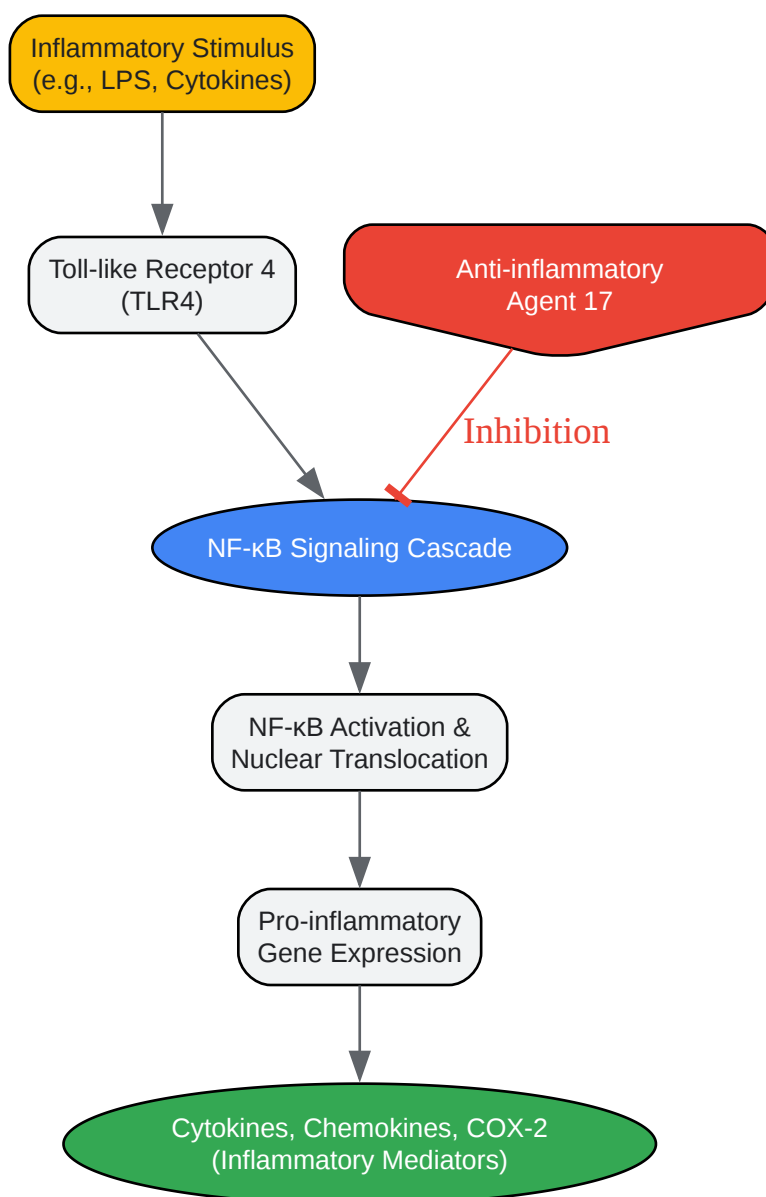 Inflammatory Stimulus
(e.g., LPS, Cytokines)
Toll-like Receptor 4
(TLR4)
Anti-inflammatory
Agent 17
Inhibition
NF-κB Signaling Cascade
NF-κB Activation &
Nuclear Translocation
Pro-inflammatory
Gene Expression
Cytokines, Chemokines, COX-2
(Inflammatory Mediators)